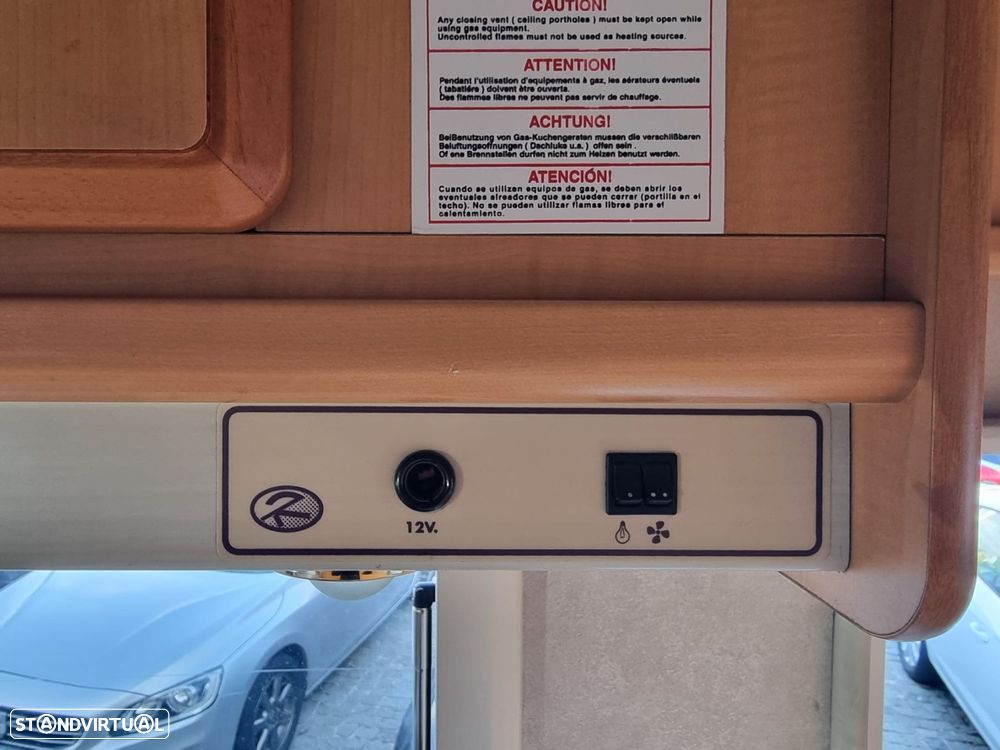 CAUTION!
Any closing vent ( ceiling portholes ) must be kept open while
using gas equipment.
Uncontrolled flames must not be used as heating sources.
ATTENTION!
Pendant l'utilisation d'equipements à gaz, les aérateurs éventuels
( tabatiére ) doivent être ouverts.
Des flammes libres ne peuvent pas servir de chauffage.
ACHTUNG!
BeiBenutzung von Gas-Kuchengeraten mussen die verschlißbaren
Beluftungsoffnungen ( Dachluke u.a. ) offen sein .
Of ene Brennstellen durfen nicht zum Heizen benutzt werden.
ATENCIÓN!
Cuando se utilizen equipos de gas, se deben abrir los
eventuales aireadores que se pueden cerrar (portilla en el
techo). No se pueden utilizar flamas libres para el
calentamiento.
12V.
STANDVIRTUAL